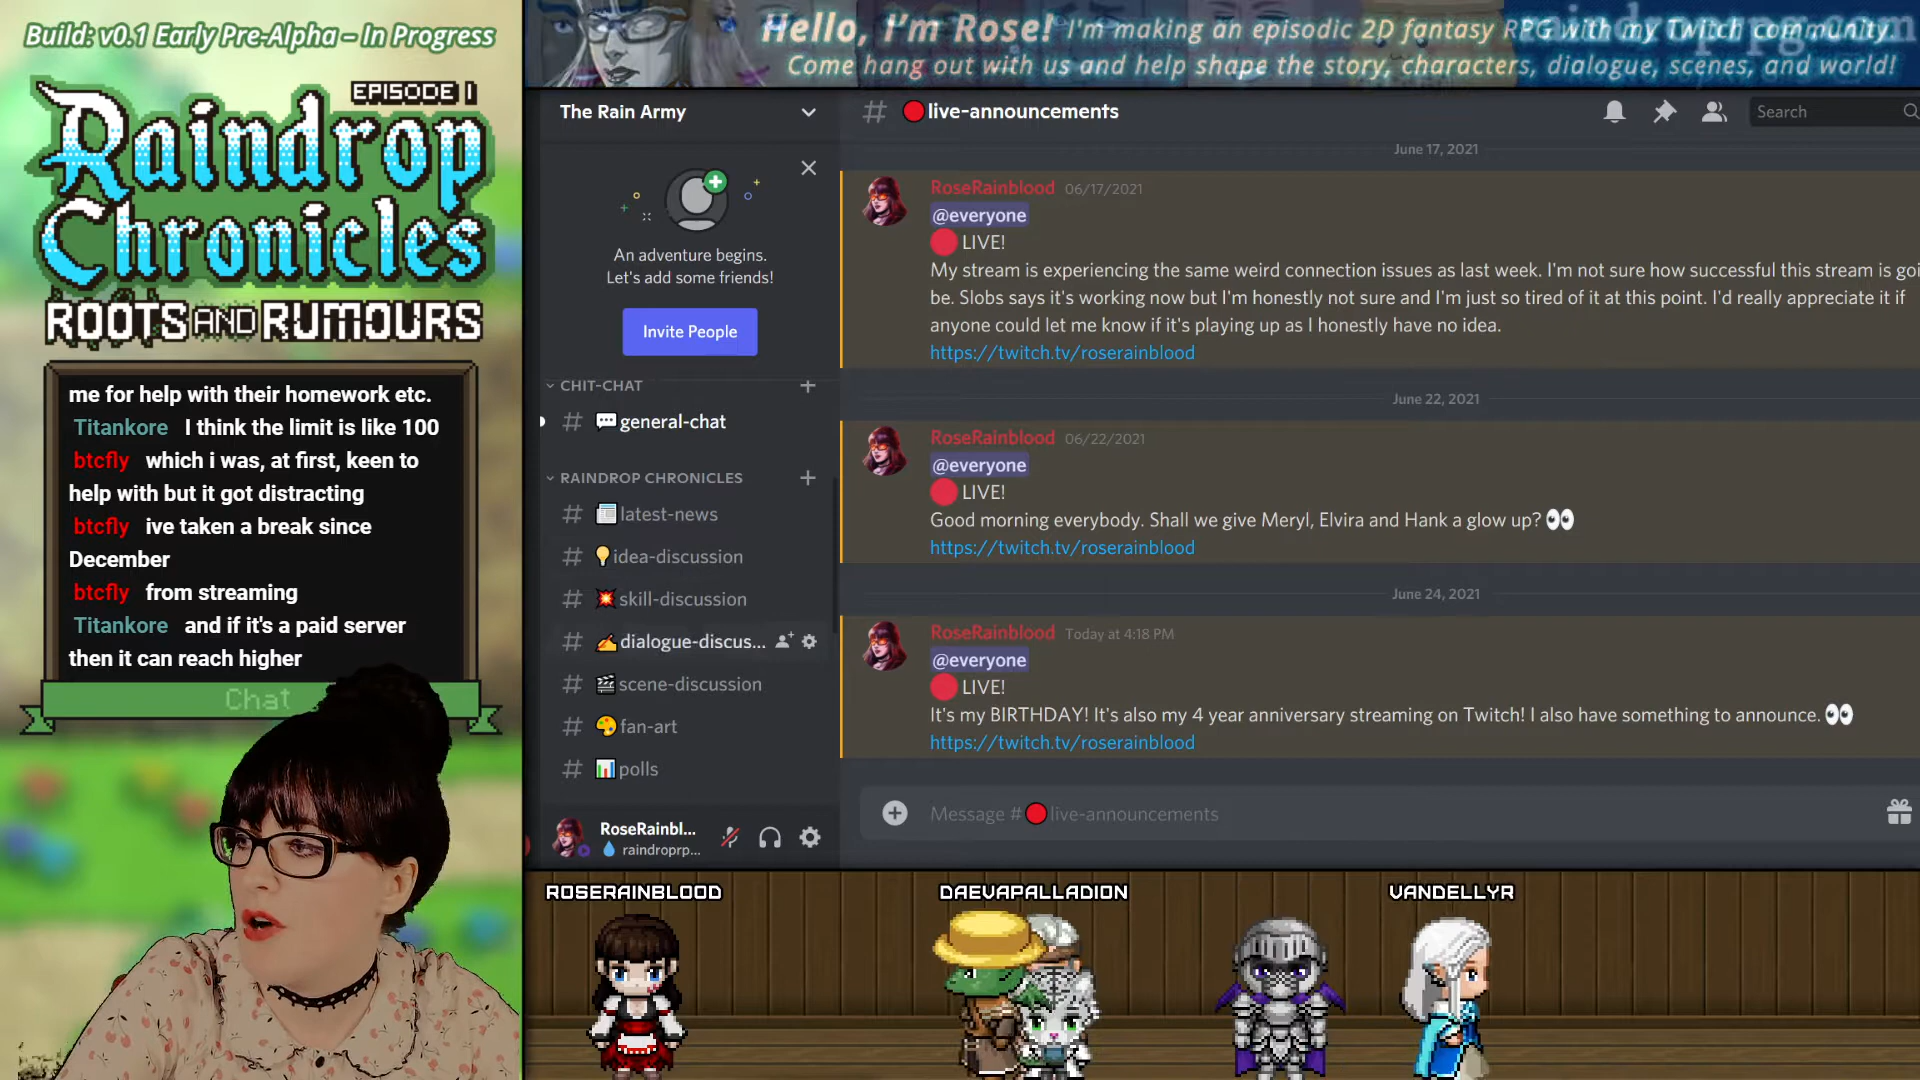 Build: v0.1 Early Pre-Alpha – In Progress
EPISODE I
Raindrop
Chronicles
ROOTS AND RUMOURS
me for help with their homework etc.
Titankore I think the limit is like 100
btcfly which i was, at first, keen to
help with but it got distracting
btcfly ive taken a break since
December
btcfly from streaming
Titankore and if it's a paid server
then it can reach higher
Chat
Hello, I'm Rose! I'm making an episodic 2D fantasy RPG with my Twitch community.
Come hang out with us and help shape the story, characters, dialogue, scenes, and world!
The Rain Army
An adventure begins.
Let's add some friends!
Invite People
CHIT-CHAT
# general-chat
RAINDROP CHRONICLES
# latest-news
# idea-discussion
# skill-discussion
# dialogue-discus...
# scene-discussion
# fan-art
# polls
RoseRainbl...
raindroprp...
# live-announcements
Search
June 17, 2021
RoseRainblood 06/17/2021
@everyone
LIVE!
My stream is experiencing the same weird connection issues as last week. I'm not sure how successful this stream is goi
be. Slobs says it's working now but I'm honestly not sure and I'm just so tired of it at this point. I'd really appreciate it if
anyone could let me know if it's playing up as I honestly have no idea.
https://twitch.tv/roserainblood
June 22, 2021
RoseRainblood 06/22/2021
@everyone
LIVE!
Good morning everybody. Shall we give Meryl, Elvira and Hank a glow up? 👀
https://twitch.tv/roserainblood
June 24, 2021
RoseRainblood Today at 4:18 PM
@everyone
LIVE!
It's my BIRTHDAY! It's also my 4 year anniversary streaming on Twitch! I also have something to announce. 👀
https://twitch.tv/roserainblood
Message # live-announcements
ROSERAINBLOOD
DAEVAPALLADION
VANDELLYR